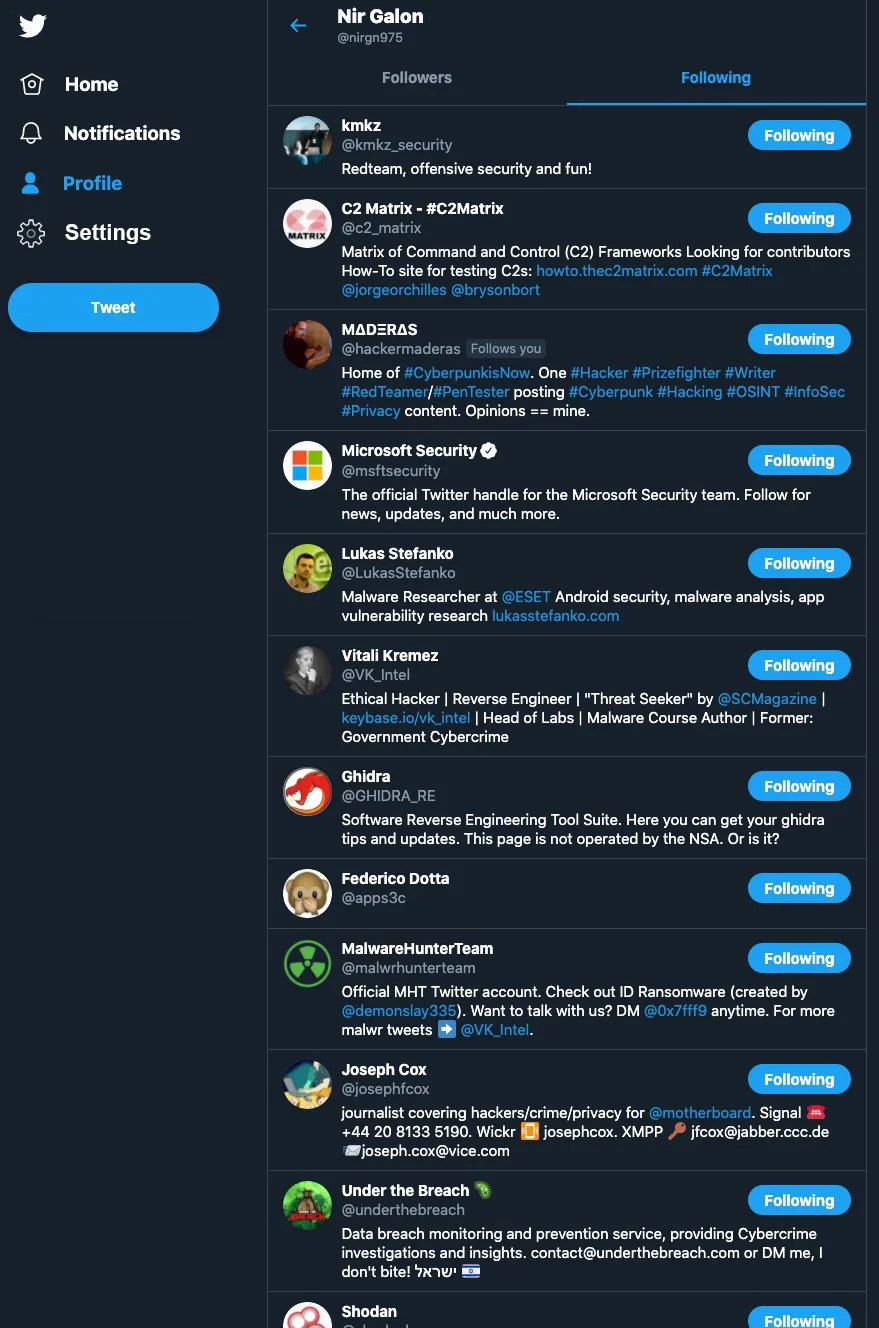 Nir Galon
@nirgn975
Home
Notifications
Profile
Settings
Tweet
Followers
Following
kmkz
@kmkz_security
Following
Redteam, offensive security and fun!
MATRIX
C2 Matrix - #C2Matrix
@c2_matrix
Following
Matrix of Command and Control (C2) Frameworks Looking for contributors
How-To site for testing C2s: howto.thec2matrix.com #C2Matrix
@jorgeorchilles @brysonbort
MΔDΞRΔS
@hackermaderas Follows you
Following
Home of #CyberpunkisNow. One #Hacker #Prizefighter #Writer
#RedTeamer/#PenTester posting #Cyberpunk #Hacking #OSINT #InfoSec
#Privacy content. Opinions == mine.
Microsoft Security
@msftsecurity
Following
The official Twitter handle for the Microsoft Security team. Follow for
news, updates, and much more.
Lukas Stefanko
@LukasStefanko
Following
Malware Researcher at @ESET Android security, malware analysis, app
vulnerability research lukasstefanko.com
Vitali Kremez
@VK_Intel
Following
Ethical Hacker | Reverse Engineer | "Threat Seeker" by @SCMagazine |
keybase.io/vk_intel | Head of Labs | Malware Course Author | Former:
Government Cybercrime
Ghidra
@GHIDRA_RE
Following
Software Reverse Engineering Tool Suite. Here you can get your ghidra
tips and updates. This page is not operated by the NSA. Or is it?
Federico Dotta
@apps3c
Following
MalwareHunterTeam
@malwrhunterteam
Following
Official MHT Twitter account. Check out ID Ransomware (created by
@demonslay335). Want to talk with us? DM @0x7fff9 anytime. For more
malwr tweets ➡️ @VK_Intel.
Joseph Cox
@josephfcox
Following
journalist covering hackers/crime/privacy for @motherboard. Signal ☎️
+44 20 8133 5190. Wickr 🎞️ josephcox. XMPP 🔑 jfcox@jabber.ccc.de
📨joseph.cox@vice.com
BREACH
Under the Breach 🦠
@underthebreach
Following
Data breach monitoring and prevention service, providing Cybercrime
investigations and insights. contact@underthebreach.com or DM me, I
don't bite! ישראל 🇮🇱
Shodan
Following